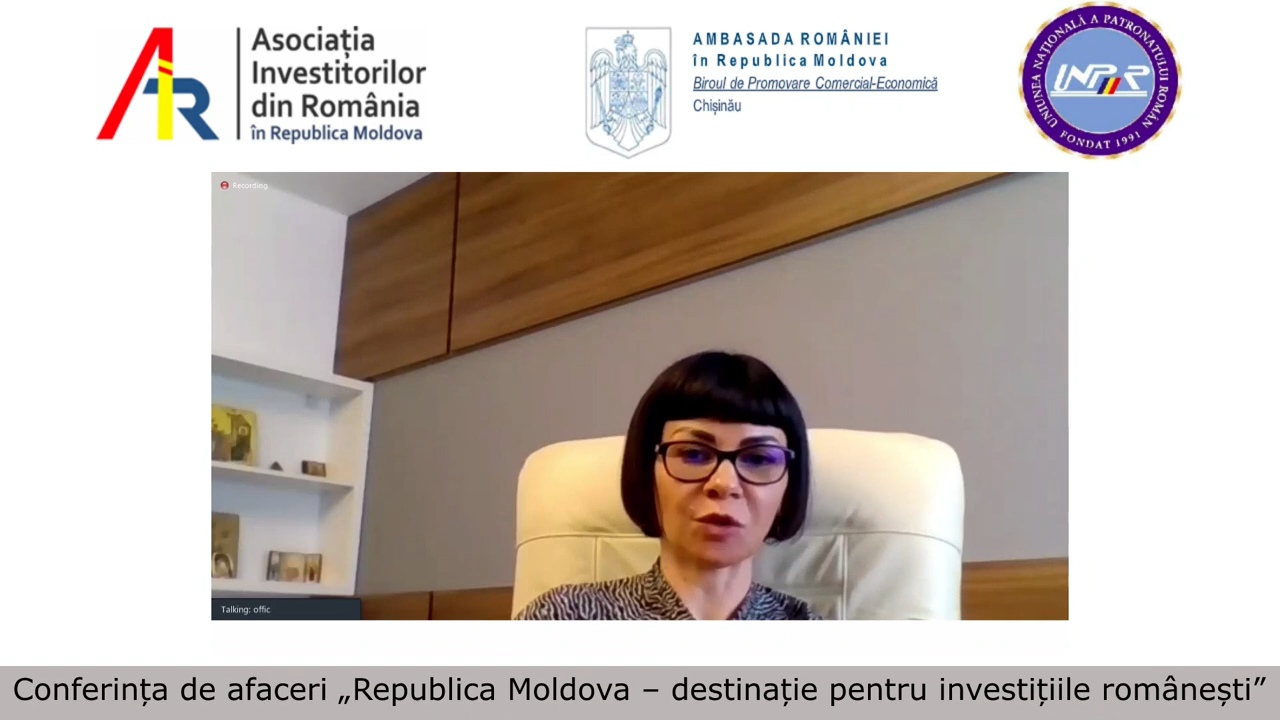 Asociația
Investitorilor
din România
în Republica Moldova
AMBASADA ROMÂNIEI
în Republica Moldova
Biroul de Promovare Comercial-Economică
Chișinău
UNIUNEA NAȚIONALĂ A PATRONATULUI ROMÂN
UNPR
FONDAT 1991
Recording
Talking: offic
Conferința de afaceri „Republica Moldova – destinație pentru investițiile românești”